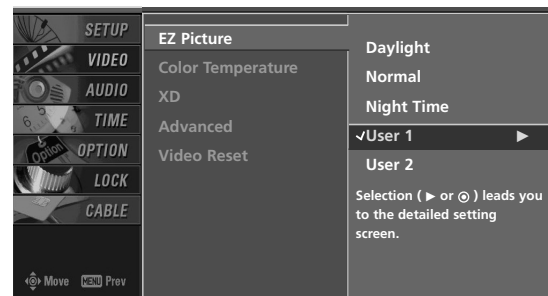 SETUP
VIDEO
AUDIO
TIME
OPTION
LOCK
CABLE
Move MENU Prev
EZ Picture
Color Temperature
XD
Advanced
Video Reset
Daylight
Normal
Night Time
✓User 1 ▶
User 2
Selection ( ▶ or ⊙ ) leads you
to the detailed setting
screen.